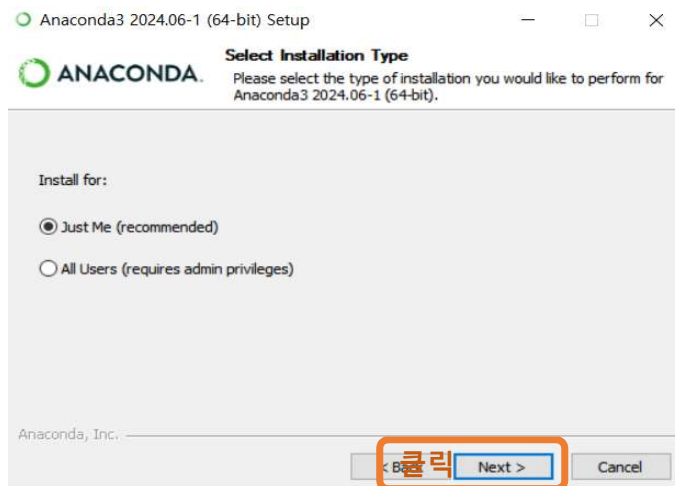 Anaconda3 2024.06-1 (64-bit) Setup
Select Installation Type
ANACONDA.
Please select the type of installation you would like to perform for
Anaconda3 2024.06-1 (64-bit).
Install for:
Just Me (recommended)
All Users (requires admin privileges)
Anaconda, Inc.
< Back 클릭 Next > Cancel